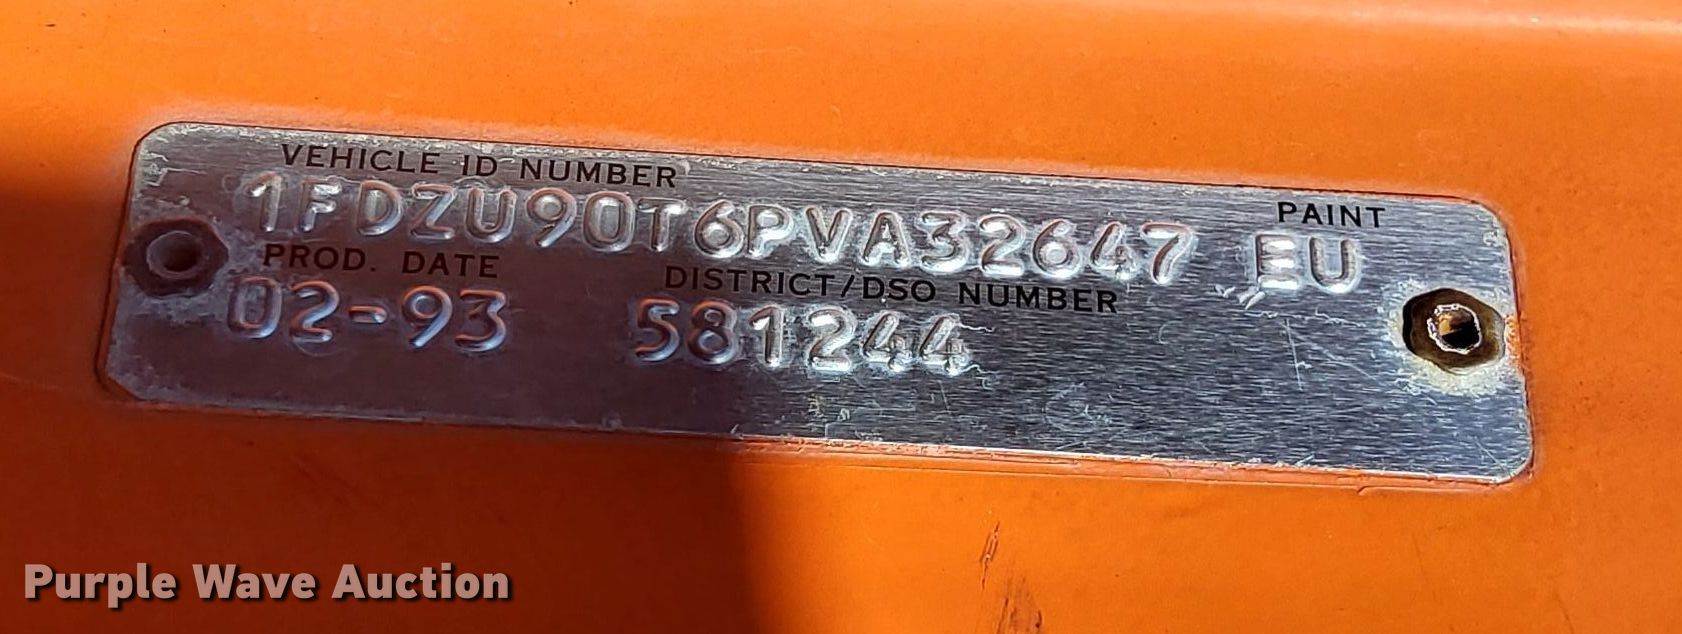 VEHICLE ID NUMBER
PAINT
1FDZU90T6PVA32647 EU
PROD. DATE
DISTRICT/DSO NUMBER
02-93 581244
Purple Wave Auction